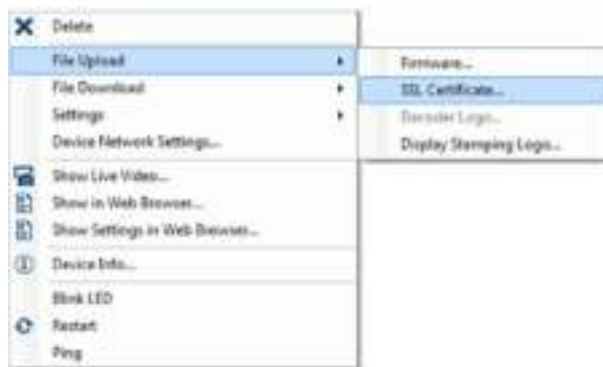 Delete
File Upload
File Download
Settings
Device Network Settings...
Show Live Video...
Show in Web Browser...
Show Settings in Web Browser...
Device Info...
Blink LED
Restart
Ping
Firmware...
SSL Certificate...
Decoder Logo...
Display Stamping Logo...